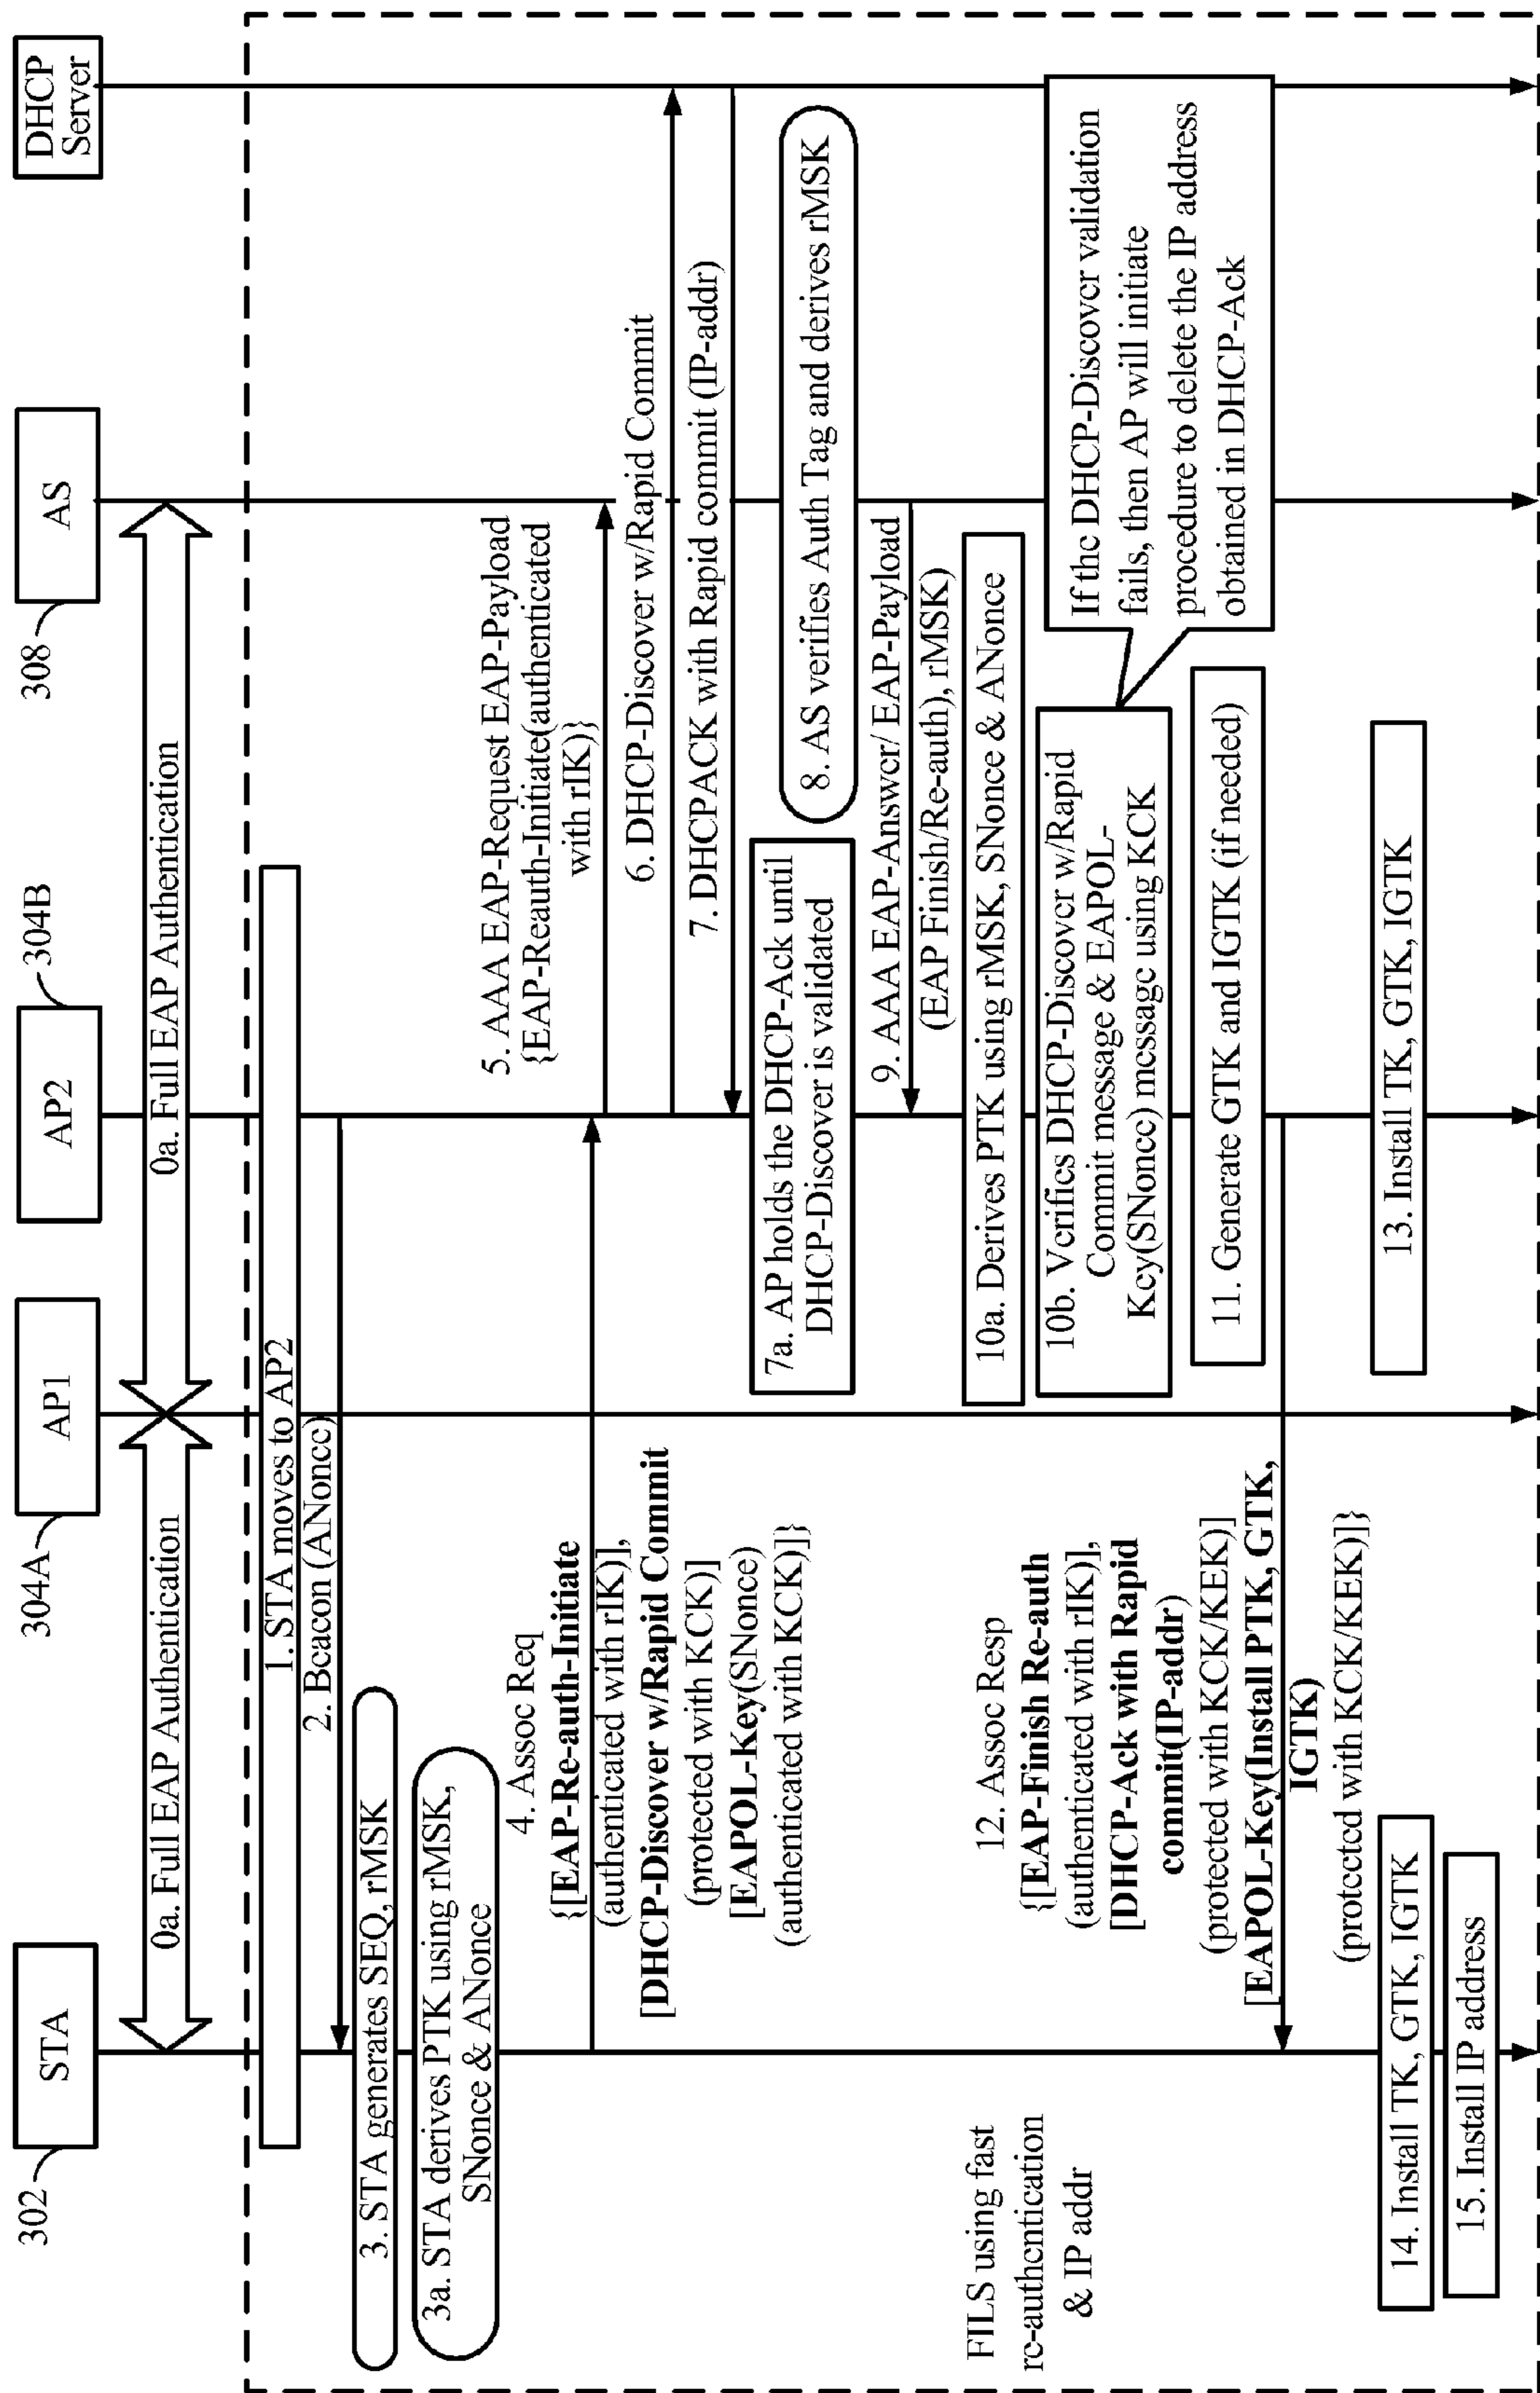 302
STA
304A
AP1
AP2
304B
308
AS
DHCP
Server
0a. Full EAP Authentication
0a. Full EAP Authentication
1. STA moves to AP2
2. Beacon (ANonce)
3. STA generates SEQ, rMSK
3a. STA derives PTK using rMSK,
SNonce & ANonce
4. Assoc Req
{[EAP-Re-auth-Initiate
(authenticated with rIK)],
[DHCP-Discover w/Rapid Commit
(protected with KCK)]
[EAPOL-Key(SNonce)
(authenticated with KCK)]}
5. AAA EAP-Request EAP-Payload
{EAP-Reauth-Initiate(authenticated
with rIK)}
6. DHCP-Discover w/Rapid Commit
7. DHCPACK with Rapid commit (IP-addr)
7a. AP holds the DHCP-Ack until
DHCP-Discover is validated
8. AS verifies Auth Tag and derives rMSK
9. AAA EAP-Answer/ EAP-Payload
(EAP Finish/Re-auth), rMSK)
10a. Derives PTK using rMSK, SNonce & ANonce
10b. Verifies DHCP-Discover w/Rapid
Commit message & EAPOL-
Key(SNonce) message using KCK
If the DHCP-Discover validation
fails, then AP will initiate
procedure to delete the IP address
obtained in DHCP-Ack
11. Generate GTK and IGTK (if needed)
12. Assoc Resp
{[EAP-Finish Re-auth
(authenticated with rIK)],
[DHCP-Ack with Rapid
commit(IP-addr)
(protected with KCK/KEK)]
[EAPOL-Key(Install PTK, GTK,
IGTK)
(protected with KCK/KEK)]}
FILS using fast
re-authentication
& IP addr
13. Install TK, GTK, IGTK
14. Install TK, GTK, IGTK
15. Install IP address